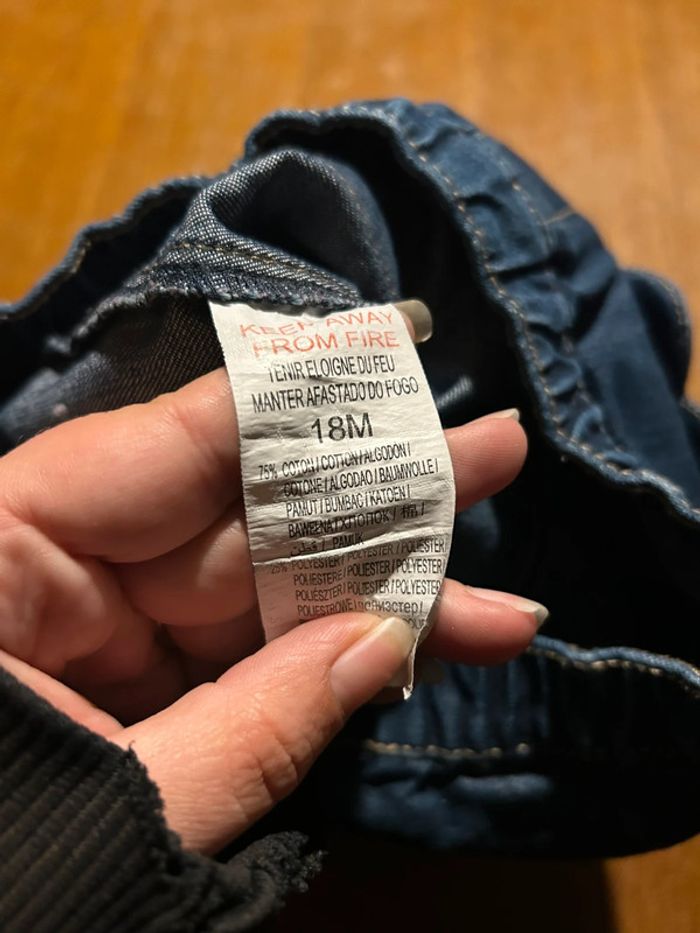 KEEP AWAY
FROM FIRE
TENIR ELOIGNE DU FEU
MANTER AFASTADO DO FOGO
18M
75% COTON / COTTON / ALGODÓN /
COTONE / ALGODAO / BAUMWOLLE /
PAMUT / BUMBAC / KATOEN /
BAWEŁNA / ХЛОПОК / 棉 /
/ PAMUK
25% POLYESTER / POLYESTER / POLIESTER
POLIESTERE / POLIESTER / POLYESTER
POLIÉSZTER / POLIESTER / POLYESTER
POLIESTROWE / полиэстер /